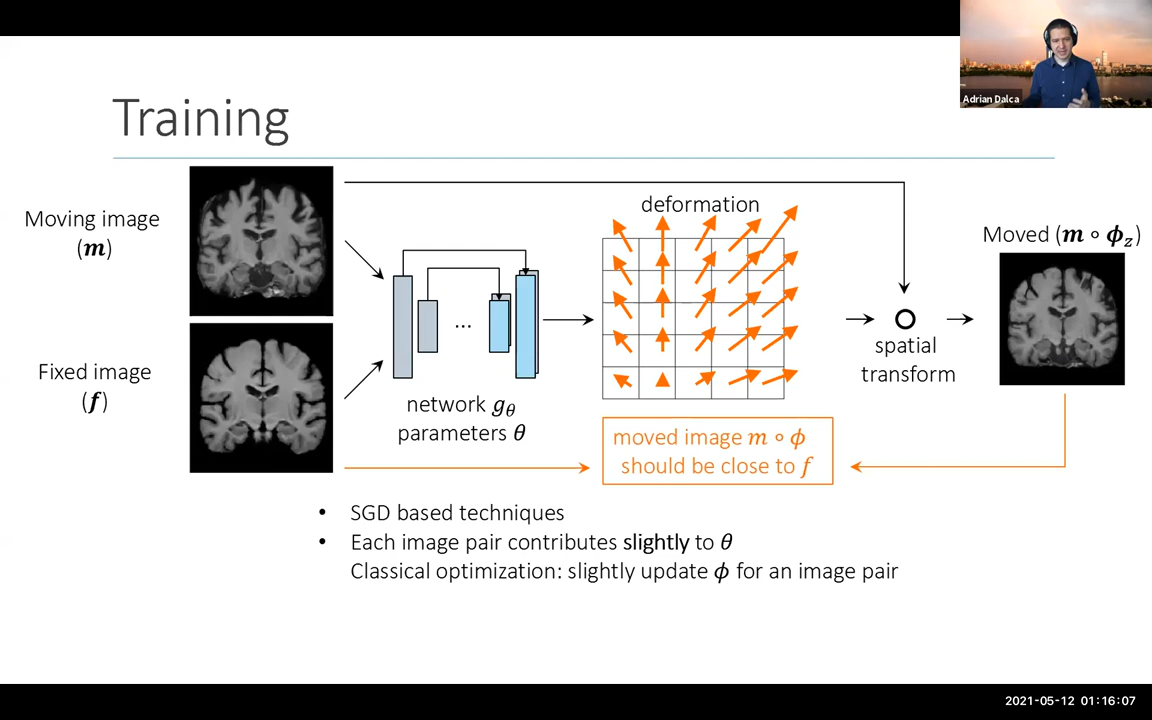 Adrian Dalca
Training
Moving image
(m)
deformation
Moved (m ∘ ϕ_z)
...
spatial
transform
Fixed image
(f)
network g_θ
parameters θ
moved image m ∘ ϕ
should be close to f
• SGD based techniques
• Each image pair contributes slightly to θ
Classical optimization: slightly update ϕ for an image pair
2021-05-12 01:16:07